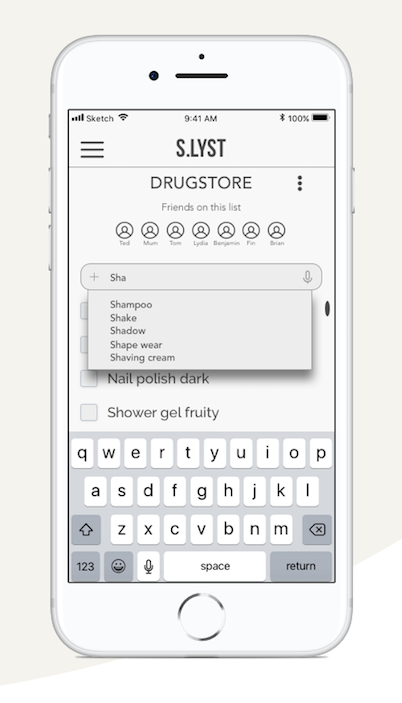 Sketch 9:41 AM 100%
S.LYST
DRUGSTORE
Friends on this list
Ted Mum Tom Lydia Benjamin Fin Brian
+ Sha
Shampoo
Shake
Shadow
Shape wear
Shaving cream
Nail polish dark
Shower gel fruity
q w e r t y u i o p
a s d f g h j k l
z x c v b n m
123 space return